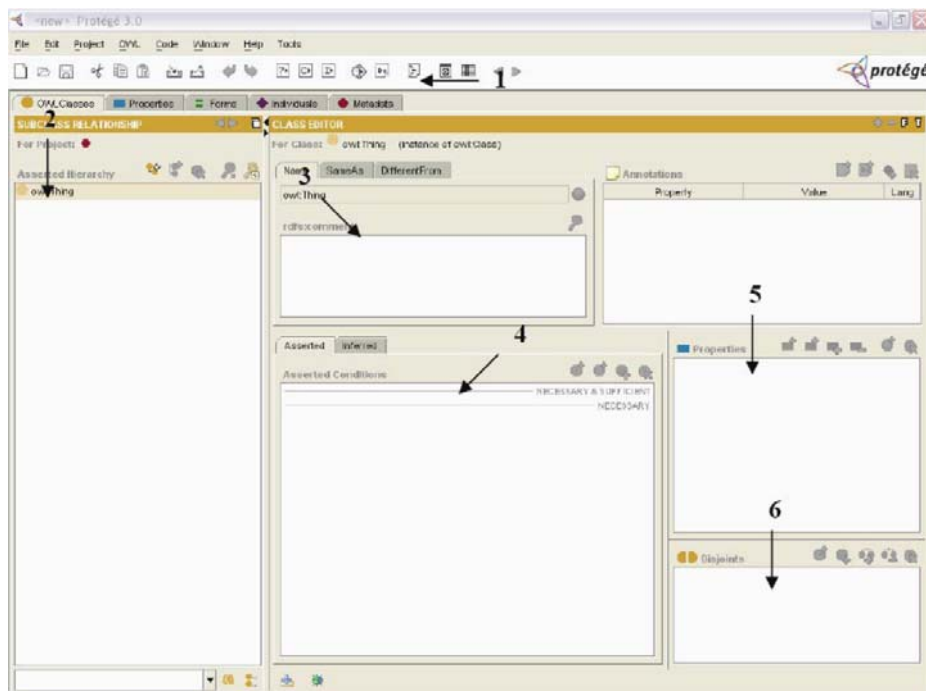 <new> Protégé 3.0
File Edit Project OWL Code Window Help Tools
1
protégé
OWLClasses Properties Forms Individuals Metadata
2
SUBCLASS RELATIONSHIP
CLASS EDITOR
For Project:
For Class: owl:Thing (instance of owl:Class)
Asserted Hierarchy
owl:Thing
Name SameAs DifferentFrom
3
owl:Thing
rdfs:comment
Annotations
Property Value Lang
4
Asserted Inferred
Asserted Conditions
NECESSARY & SUFFICIENT
NECESSARY
5
Properties
6
Disjoints